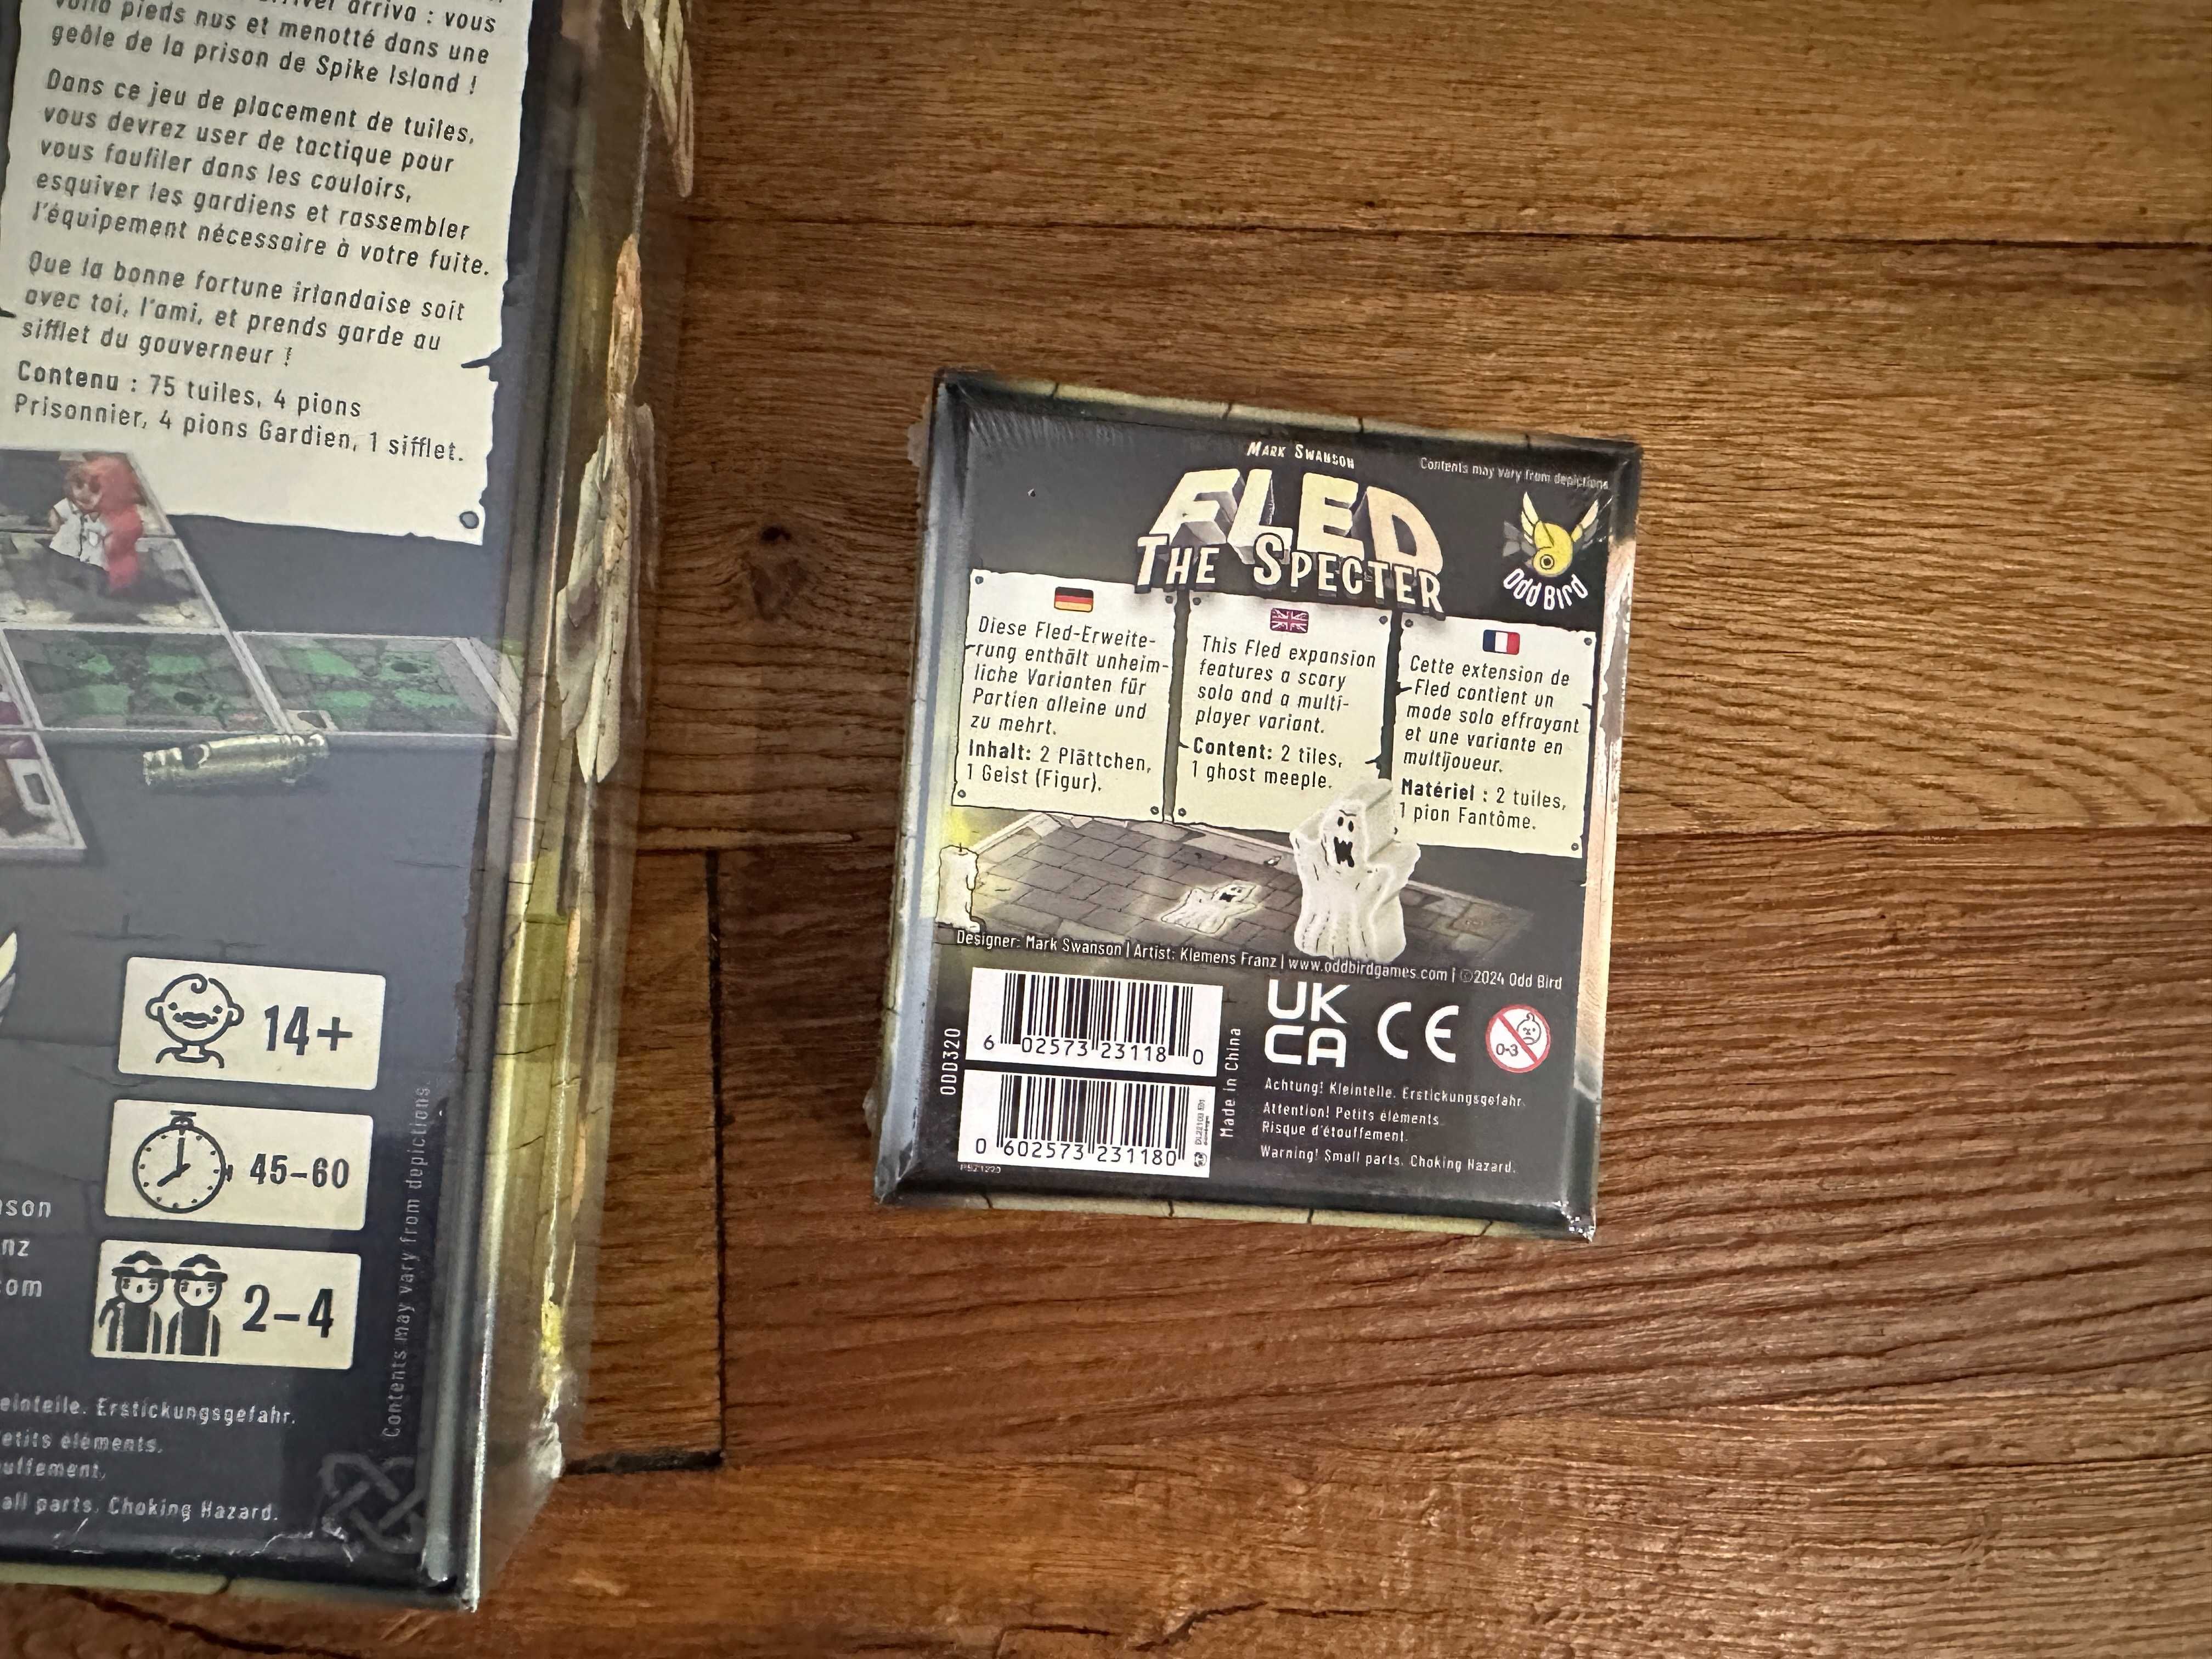 arriva : vous
voilà pieds nus et menotté dans une
geôle de la prison de Spike Island !
Dans ce jeu de placement de tuiles,
vous devrez user de tactique pour
vous faufiler dans les couloirs,
esquiver les gardiens et rassembler
l'équipement nécessaire à votre fuite.
Que la bonne fortune irlandaise soit
avec toi, l'ami, et prends garde au
sifflet du gouverneur !
Contenu : 75 tuiles, 4 pions
Prisonnier, 4 pions Gardien, 1 sifflet.
14+
45-60
2-4
Contents may vary from depictions.
son
nz
com
einteile. Erstickungsgefahr.
etits éléments.
uffement.
all parts. Choking Hazard.
Mark Swanson
Contents may vary from depictions.
FLED
The Specter
Odd Bird
Diese Fled-Erweite-
rung enthält unheim-
liche Varianten für
Partien alleine und
zu mehrt.
Inhalt: 2 Plättchen,
1 Geist (Figur).
This Fled expansion
features a scary
solo and a multi-
player variant.
Content: 2 tiles,
1 ghost meeple.
Cette extension de
Fled contient un
mode solo effrayant
et une variante en
multijoueur.
Matériel : 2 tuiles,
1 pion Fantôme.
Designer: Mark Swanson | Artist: Klemens Franz | www.oddbirdgames.com | ©2024 Odd Bird
ODD320
6 02573 23118 0
0 602573 231180
Made in China
UK
CA
CE
0-3
Achtung! Kleinteile. Erstickungsgefahr.
Attention! Petits éléments.
Risque d'étouffement.
Warning! Small parts. Choking Hazard.